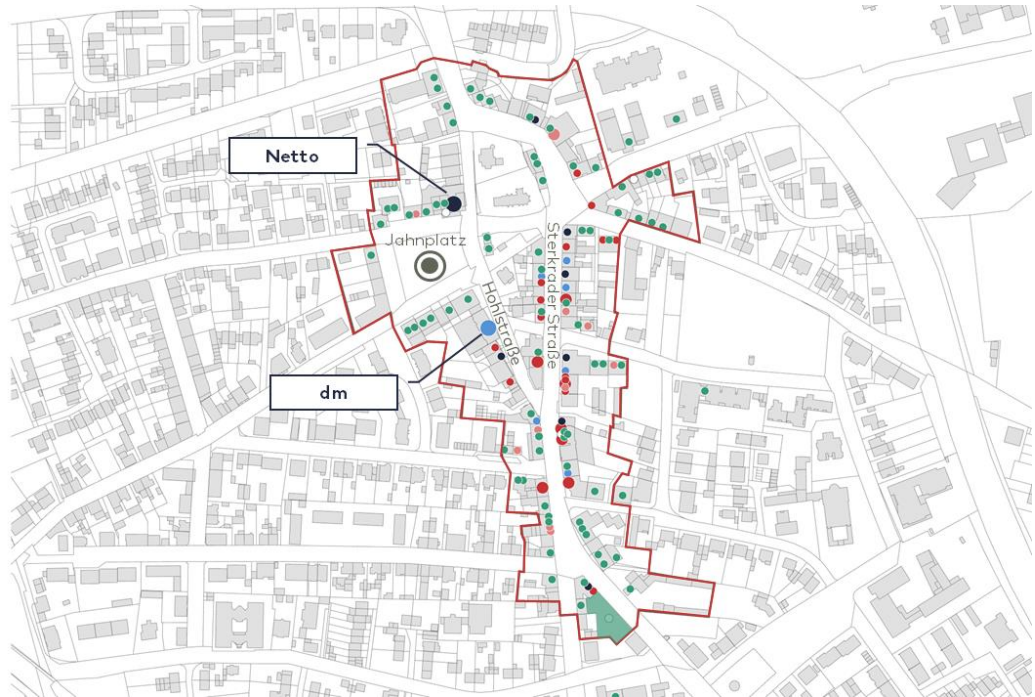 Netto
Jahnplatz
Sterkrader Straße
Hohlstraße
dm